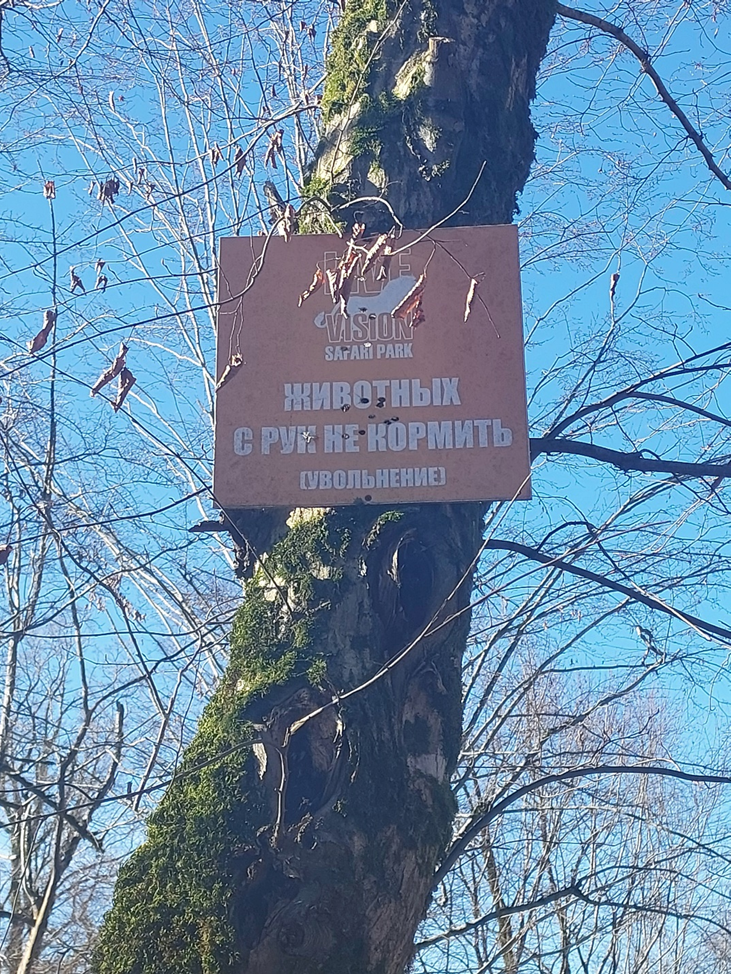 VISION
SAFARI PARK
ЖИВОТНЫХ
С РУК НЕ КОРМИТЬ
(УВОЛЬНЕНИЕ)